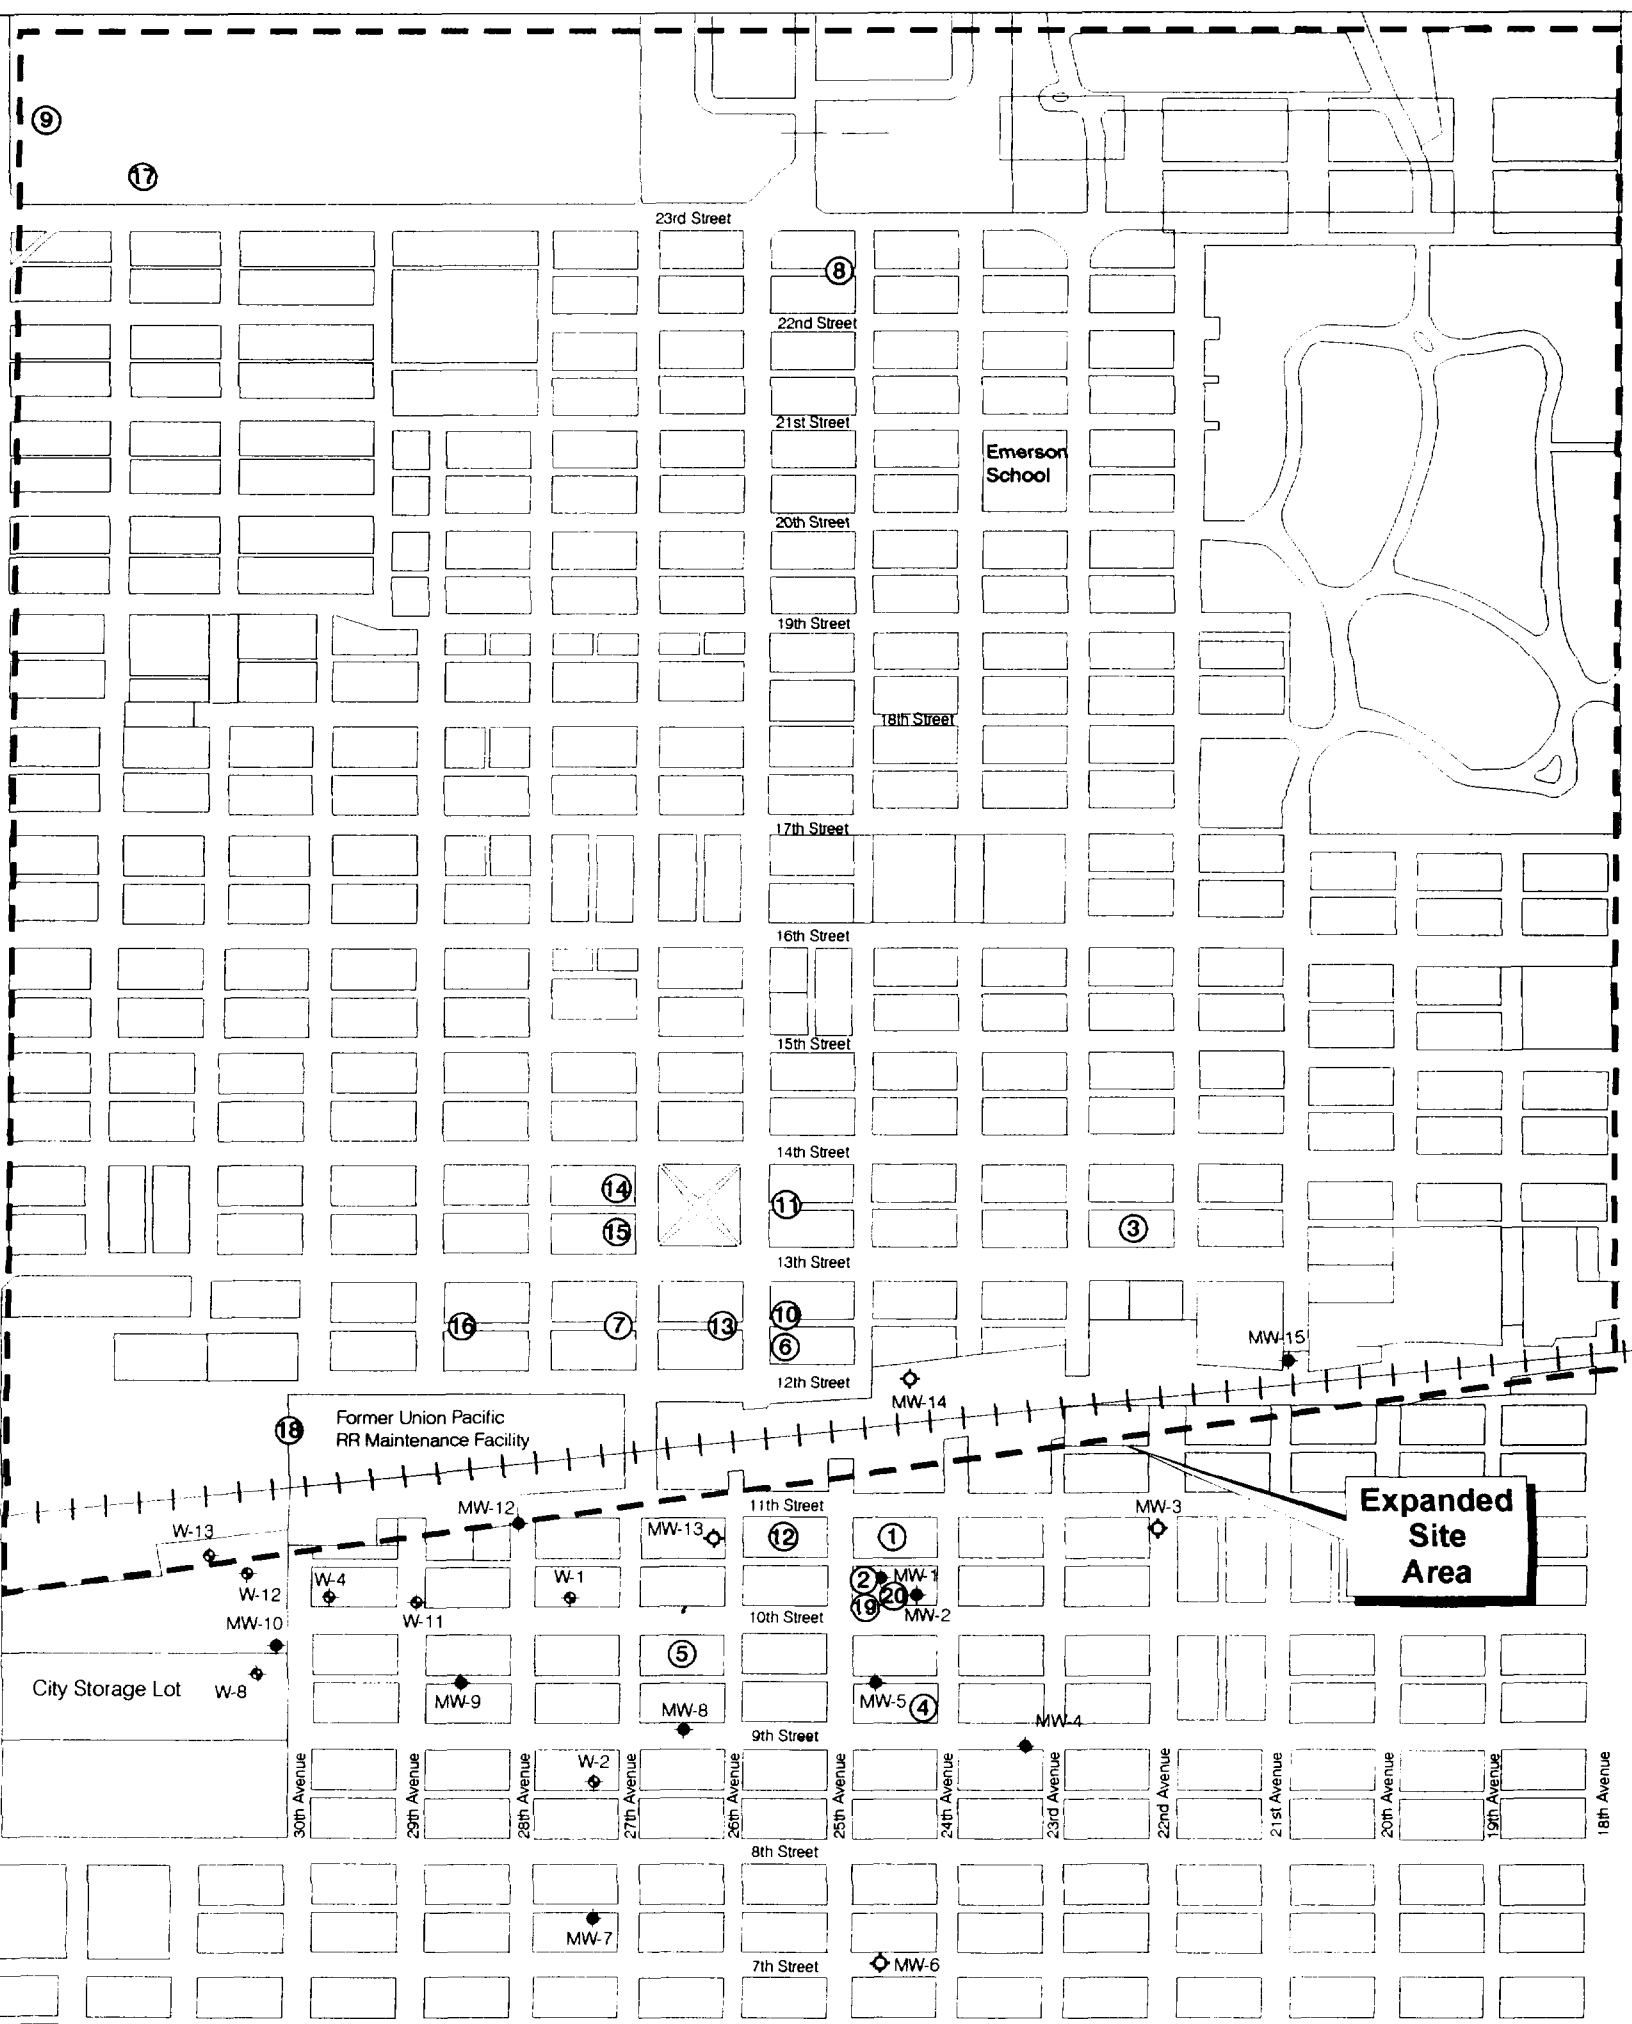 9
17
23rd Street
8
22nd Street
21st Street
Emerson
School
20th Street
19th Street
18th Street
17th Street
16th Street
15th Street
14th Street
14
11
15
3
13th Street
10
16
7
13
6
MW-15
12th Street
MW-14
18
Former Union Pacific
RR Maintenance Facility
Expanded
Site
Area
11th Street
MW-12
MW-3
W-13
MW-13
12
1
W-12
W-4
W-1
2
MW-1
20
19
MW-2
W-11
10th Street
MW-10
5
City Storage Lot
W-8
MW-9
MW-5
4
MW-8
MW-4
9th Street
W-2
30th Avenue
29th Avenue
28th Avenue
27th Avenue
26th Avenue
25th Avenue
24th Avenue
23rd Avenue
22nd Avenue
21st Avenue
20th Avenue
19th Avenue
18th Avenue
8th Street
MW-7
7th Street
MW-6